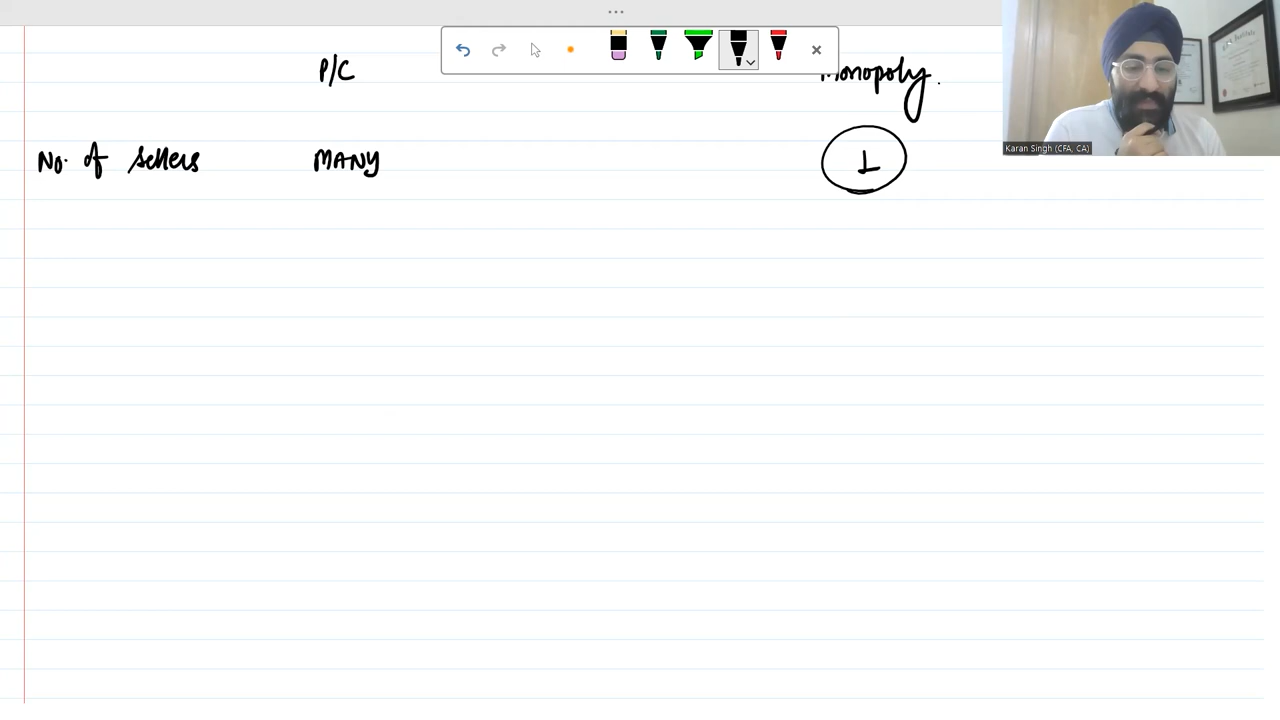 P/C Monopoly.
Karan Singh (CFA, CA)
No. of sellers MANY 1